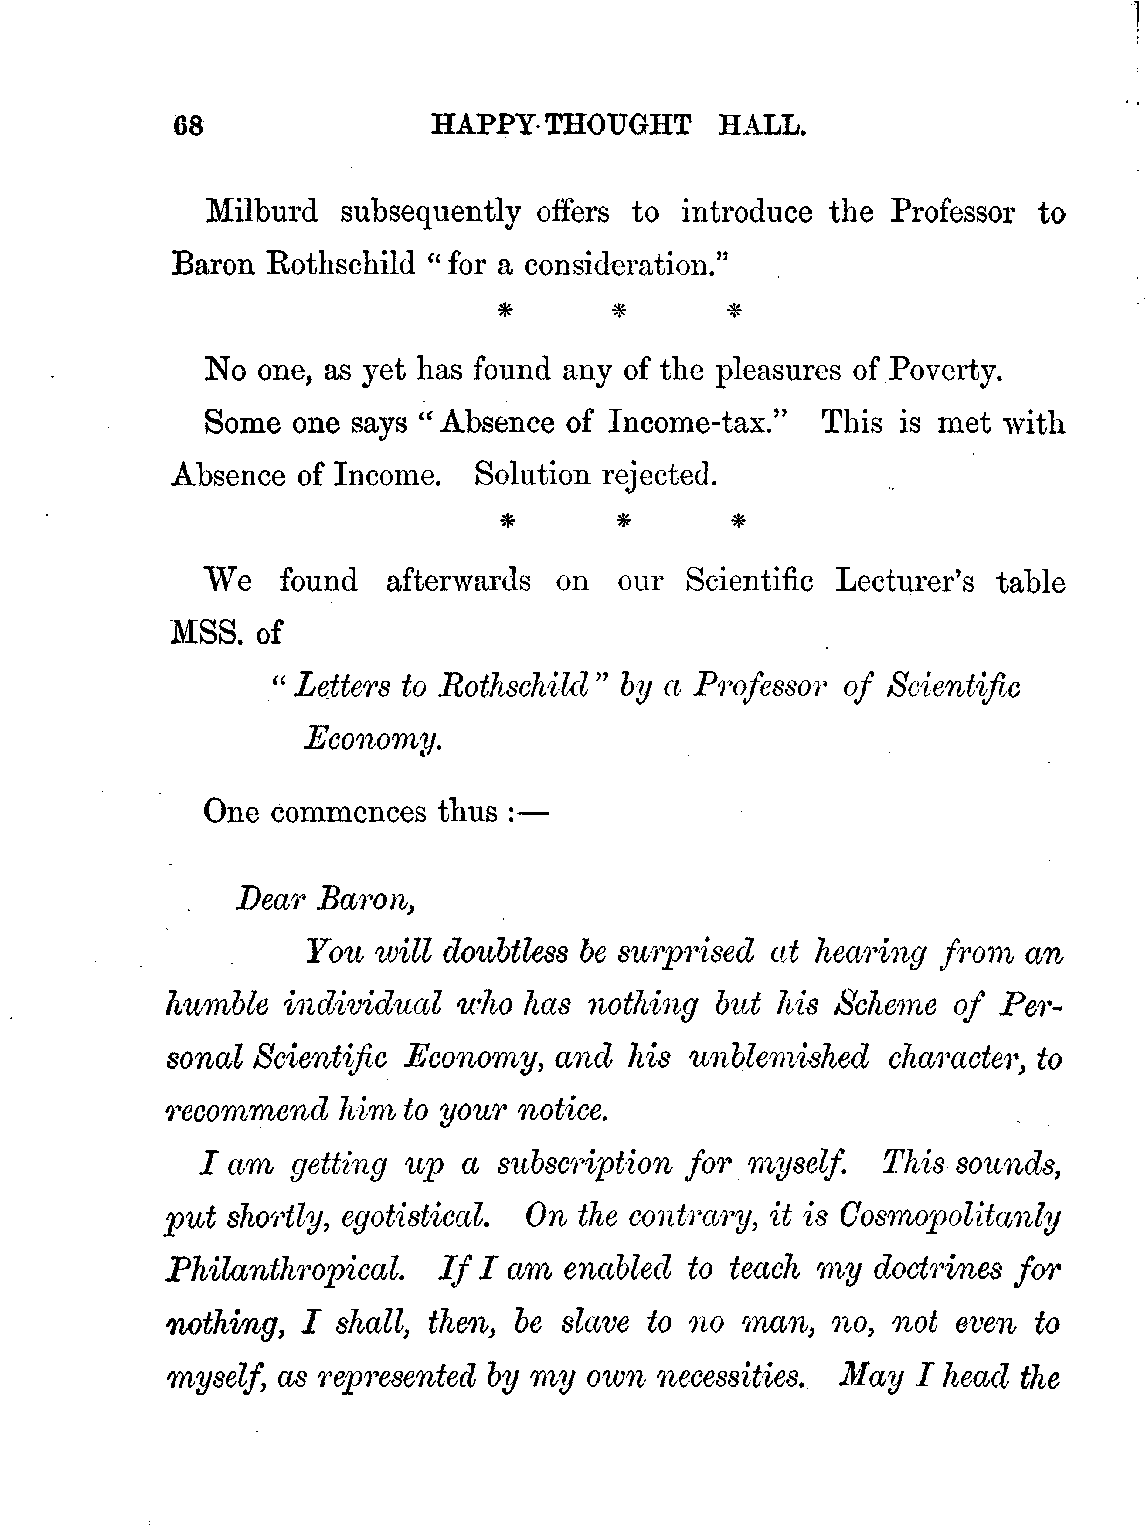 68 HAPPY-THOUGHT HALL.
Milburd subsequently offers to introduce the Professor to
Baron Rothschild “for a consideration.”
* * *
No one, as yet has found any of the pleasures of Poverty.
Some one says “Absence of Income-tax.” This is met with
Absence of Income. Solution rejected.
* * *
We found afterwards on our Scientific Lecturer’s table
MSS. of
“Letters to Rothschild” by a Professor of Scientific
Economy.
One commences thus :—
Dear Baron,
You will doubtless be surprised at hearing from an
humble individual who has nothing but his Scheme of Per-
sonal Scientific Economy, and his unblemished character, to
recommend him to your notice.
I am getting up a subscription for myself. This sounds,
put shortly, egotistical. On the contrary, it is Cosmopolitanly
Philanthropical. If I am enabled to teach my doctrines for
nothing, I shall, then, be slave to no man, no, not even to
myself, as represented by my own necessities. May I head the